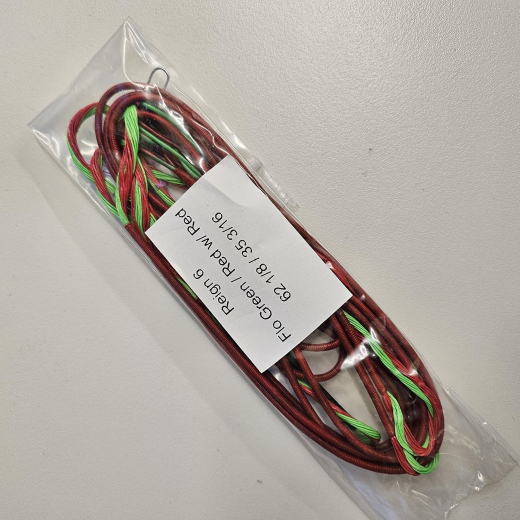 Reign 6
Flo Green / Red w/ Red
62 1/8 / 35 3/16